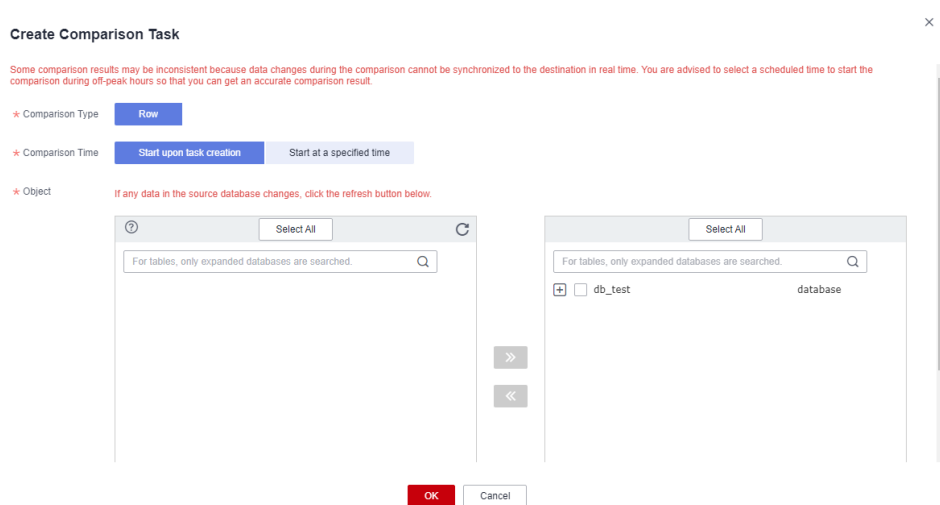 Create Comparison Task
Some comparison results may be inconsistent because data changes during the comparison cannot be synchronized to the destination in real time. You are advised to select a scheduled time to start the
comparison during off-peak hours so that you can get an accurate comparison result.
* Comparison Type Row
* Comparison Time Start upon task creation Start at a specified time
* Object If any data in the source database changes, click the refresh button below.
Select All Select All
For tables, only expanded databases are searched. For tables, only expanded databases are searched.
db_test database
OK Cancel